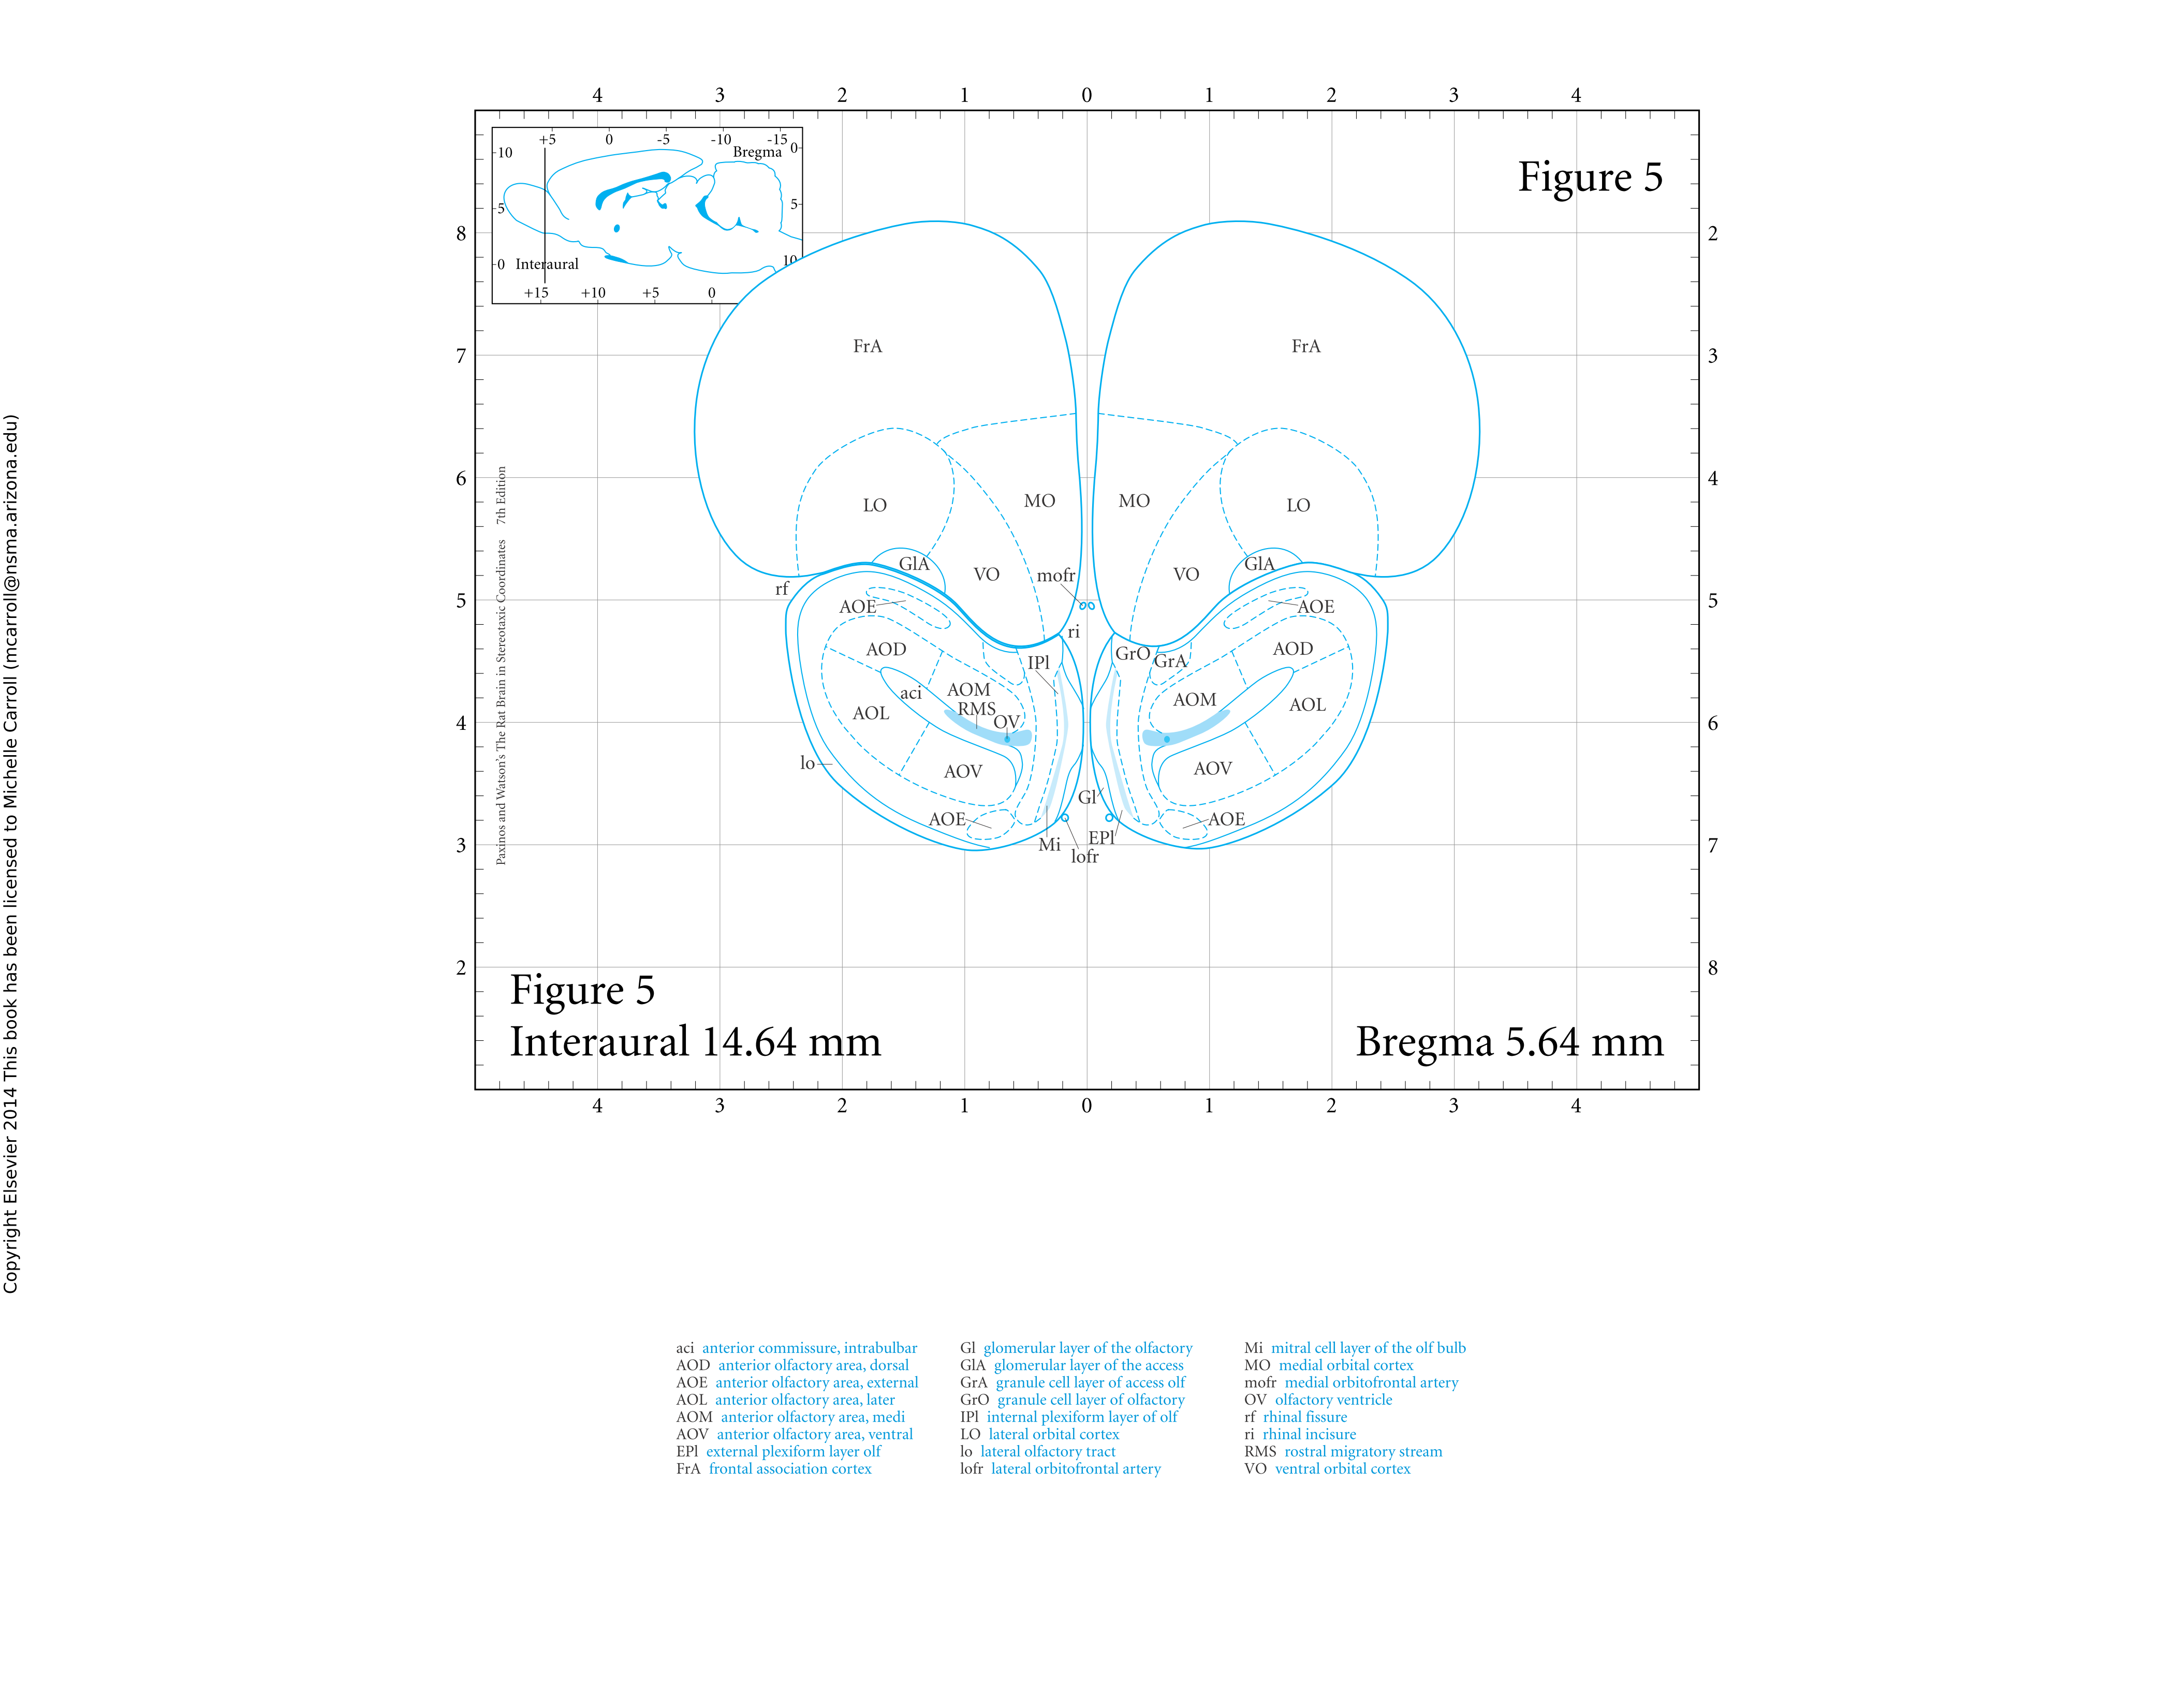 4 3 2 1 0 1 2 3 4
+5 0 -5 -10 -15
Bregma 0
10
5
5
0 Interaural
10
+15 +10 +5 0
Figure 5
8
2
7
3
6
4
5
5
4
6
3
7
2
8
FrA FrA
LO MO MO LO
GlA VO mofr VO GlA
rf
AOE AOE
ri
AOD IPl GrO GrA AOD
aci AOM AOM
RMS
AOL OV AOL
lo
AOV AOV
Gl
AOE AOE
Mi EPl
lofr
Paxinos and Watson's The Rat Brain in Stereotaxic Coordinates 7th Edition
Figure 5
Interaural 14.64 mm
Bregma 5.64 mm
4 3 2 1 0 1 2 3 4
Copyright Elsevier 2014 This book has been licensed to Michelle Carroll (mcarroll@nsma.arizona.edu)
aci anterior commissure, intrabulbar
AOD anterior olfactory area, dorsal
AOE anterior olfactory area, external
AOL anterior olfactory area, later
AOM anterior olfactory area, medi
AOV anterior olfactory area, ventral
EPl external plexiform layer olf
FrA frontal association cortex
Gl glomerular layer of the olfactory
GlA glomerular layer of the access
GrA granule cell layer of access olf
GrO granule cell layer of olfactory
IPl internal plexiform layer of olf
LO lateral orbital cortex
lo lateral olfactory tract
lofr lateral orbitofrontal artery
Mi mitral cell layer of the olf bulb
MO medial orbital cortex
mofr medial orbitofrontal artery
OV olfactory ventricle
rf rhinal fissure
ri rhinal incisure
RMS rostral migratory stream
VO ventral orbital cortex